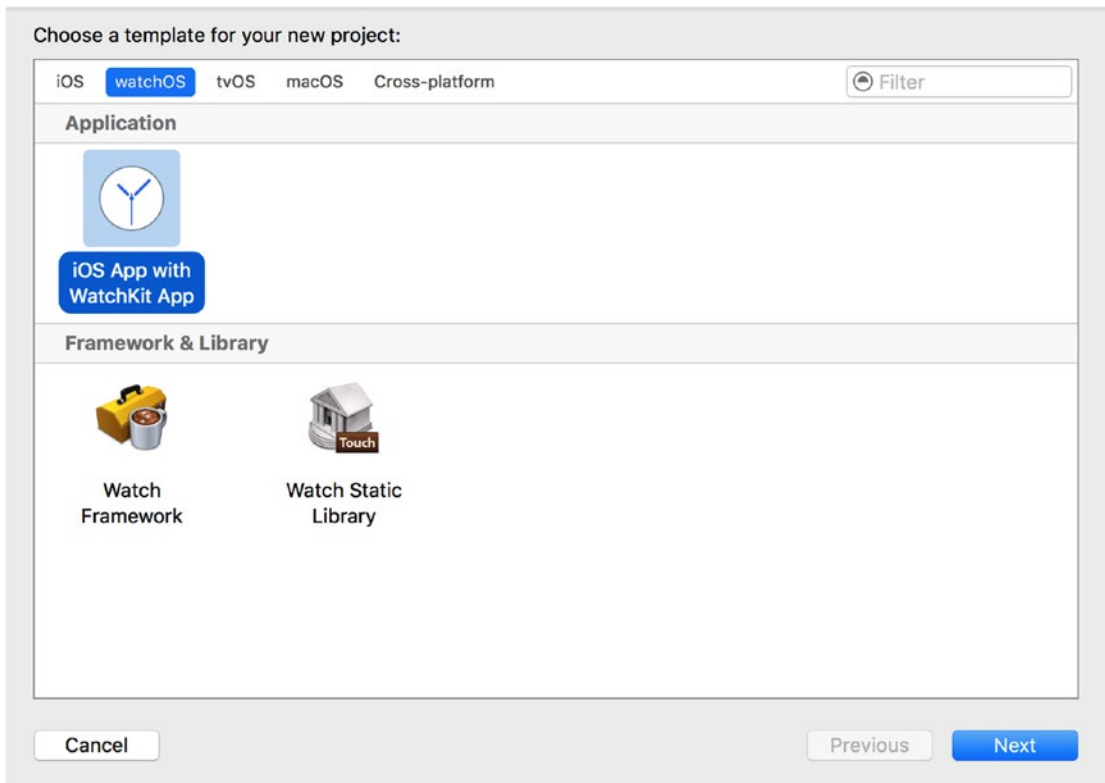 Choose a template for your new project:
iOS watchOS tvOS macOS Cross-platform Filter
Application
iOS App with
WatchKit App
Framework & Library
Touch
Watch Watch Static
Framework Library
Cancel Previous Next